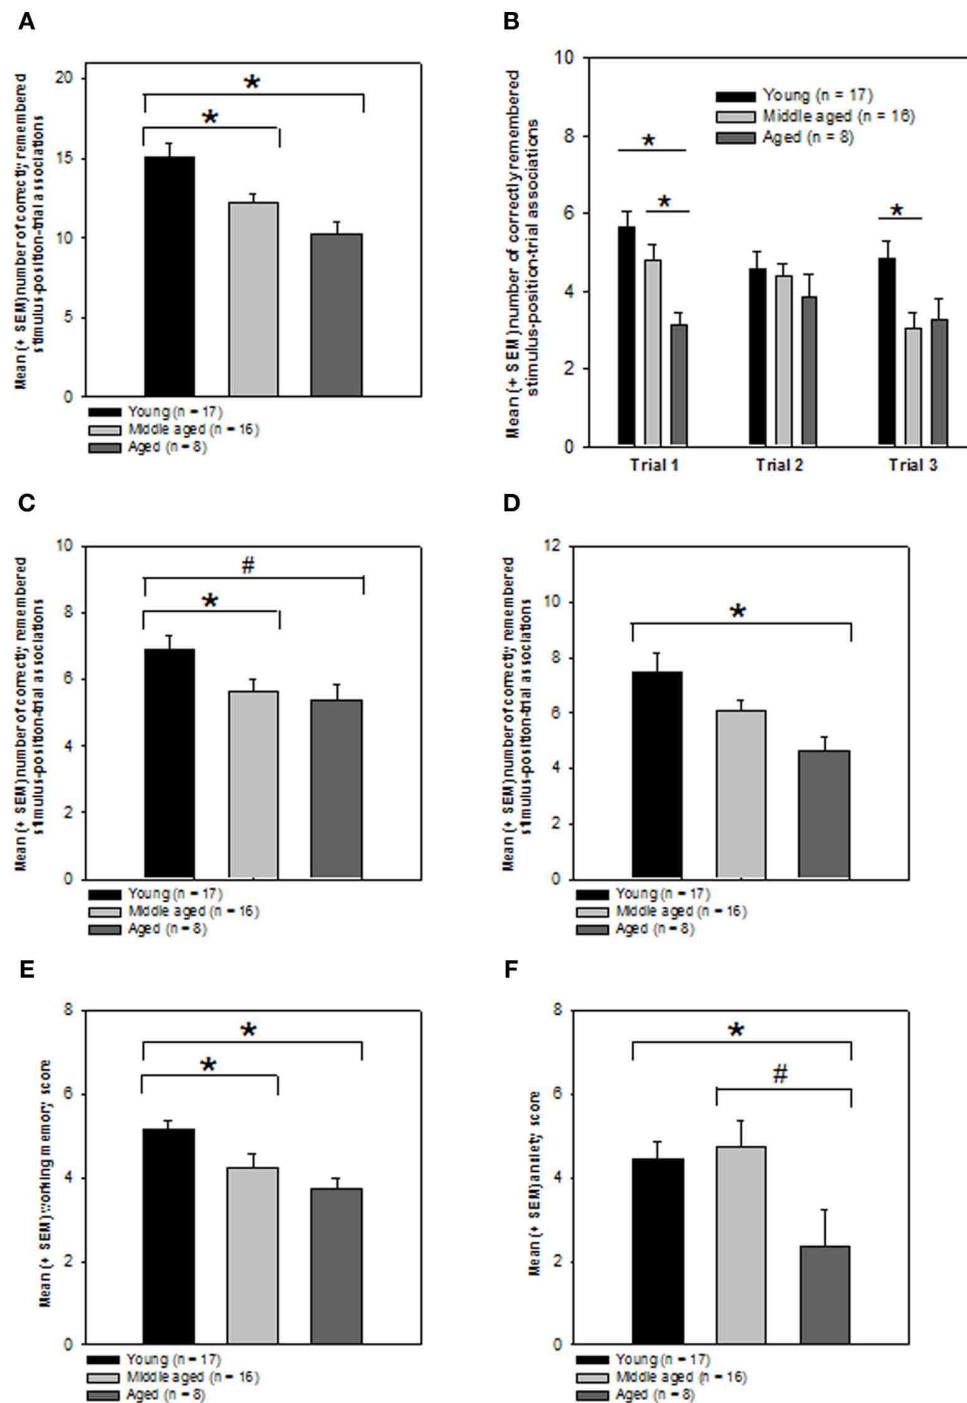 A
Mean (+ SEM) number of correctly remembered
stimulus-position-trial associations
20
15
10
5
0
*
*
Young (n = 17)
Middle aged (n = 16)
Aged (n = 8)
B
Mean (+ SEM) number of correctly remembered
stimulus-position-trial associations
10
8
6
4
2
0
Young (n = 17)
Middle aged (n = 16)
Aged (n = 8)
*
*
*
Trial 1
Trial 2
Trial 3
C
Mean (+ SEM) number of correctly remembered
stimulus-position-trial associations
10
8
6
4
2
0
#
*
Young (n = 17)
Middle aged (n = 16)
Aged (n = 8)
D
Mean (+ SEM) number of correctly remembered
stimulus-position-trial associations
12
10
8
6
4
2
0
*
Young (n = 17)
Middle aged (n = 16)
Aged (n = 8)
E
Mean (+ SEM) working memory score
8
6
4
2
0
*
*
Young (n = 17)
Middle aged (n = 16)
Aged (n = 8)
F
Mean (+ SEM) anxiety score
8
6
4
2
0
*
#
Young (n = 17)
Middle aged (n = 16)
Aged (n = 8)